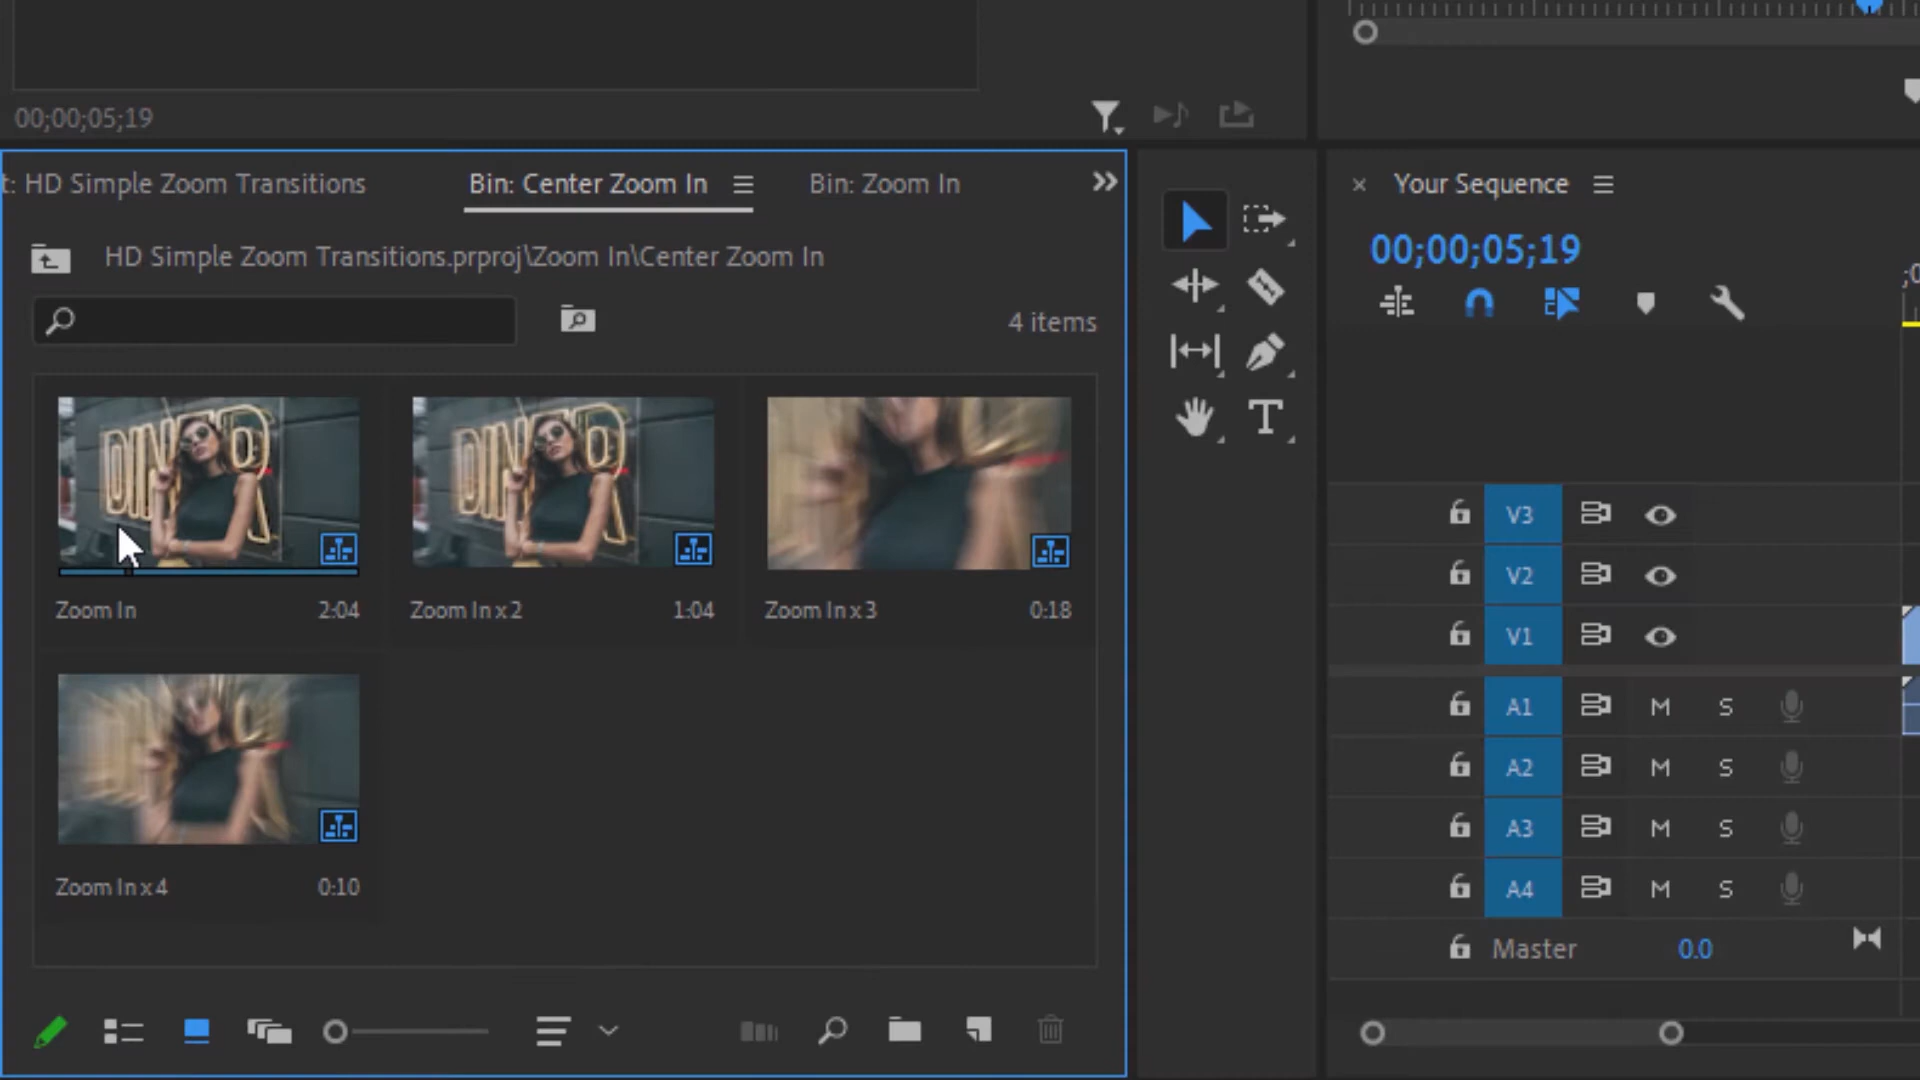 00;00;05;19
t: HD Simple Zoom Transitions
Bin: Center Zoom In
Bin: Zoom In
HD Simple Zoom Transitions.prproj\Zoom In\Center Zoom In
4 items
DINER
DINER
Zoom In 2:04
Zoom In x 2 1:04
Zoom In x 3 0:18
Zoom In x 4 0:10
T
× Your Sequence
00;00;05;19
;0
V3
V2
V1
A1 M S
A2 M S
A3 M S
A4 M S
Master 0.0